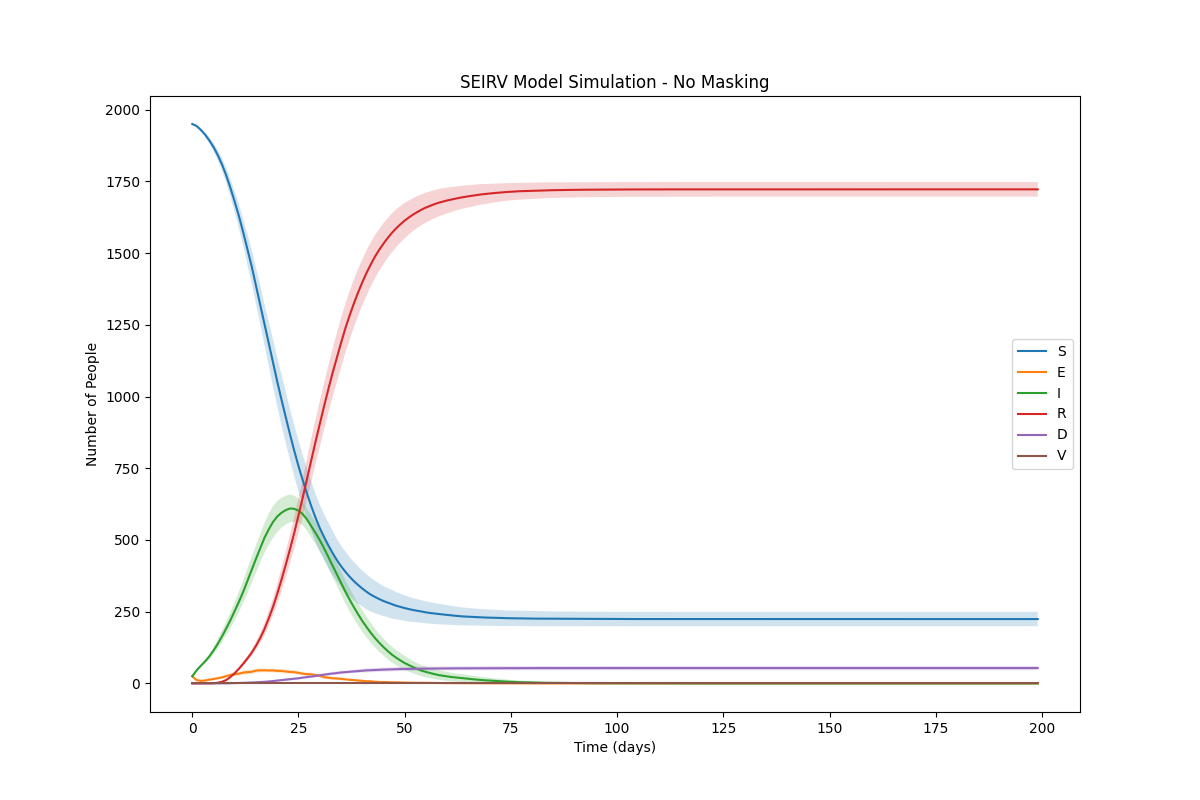 SEIRV Model Simulation - No Masking
2000
1750
1500
1250
1000
750
500
250
0
Number of People
S
E
I
R
D
V
0 25 50 75 100 125 150 175 200
Time (days)